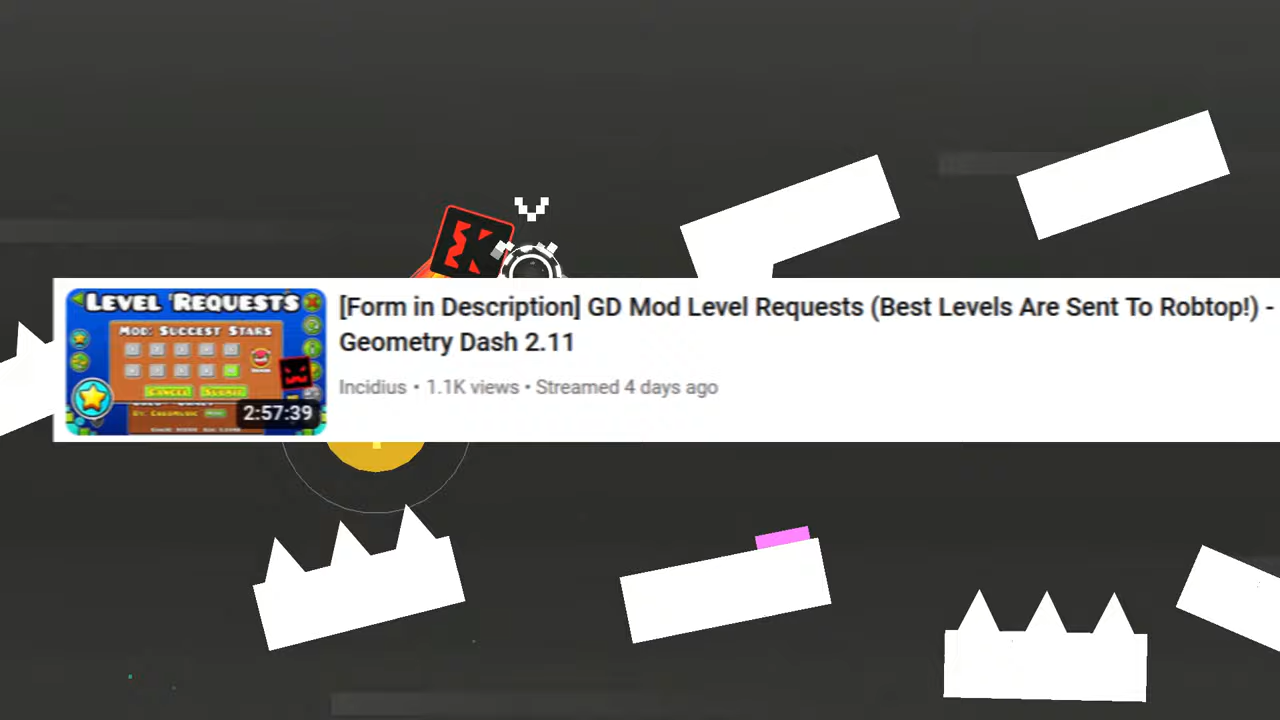 LEVEL REQUESTS
MOD: SUGGEST STARS
CANCEL SUBMIT
2:57:39
[Form in Description] GD Mod Level Requests (Best Levels Are Sent To Robtop!) -
Geometry Dash 2.11
Incidius • 1.1K views • Streamed 4 days ago